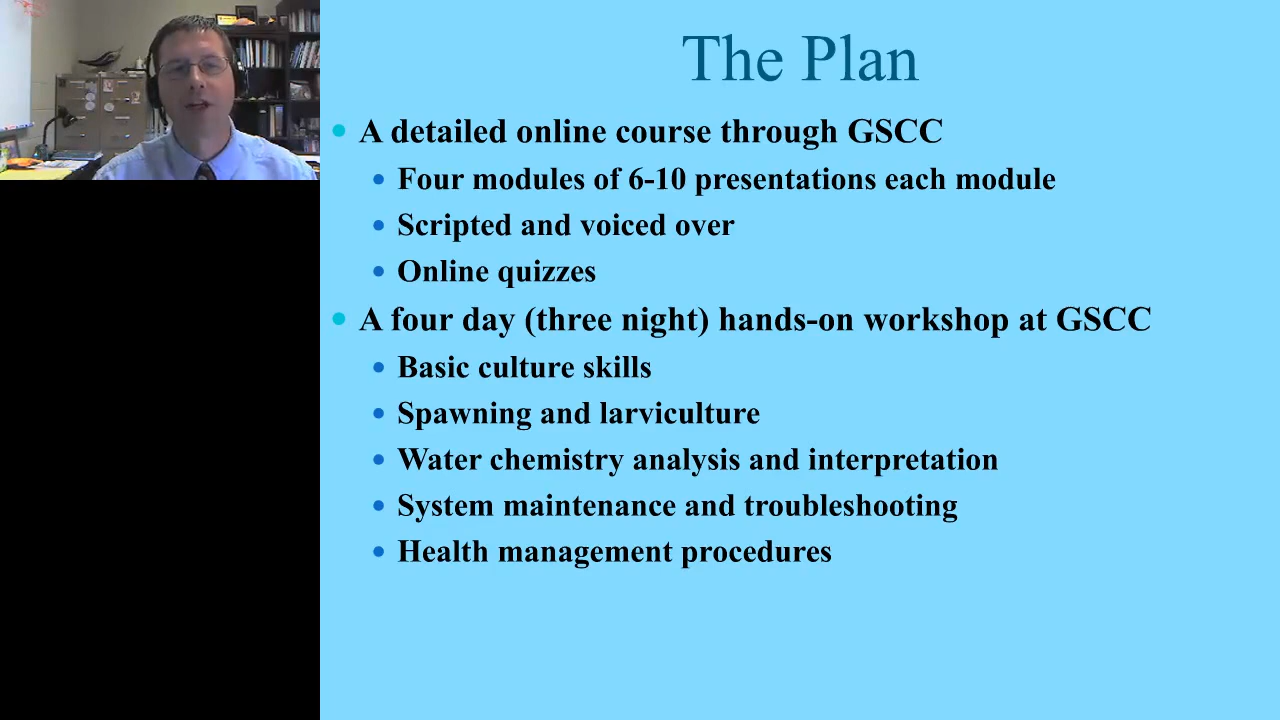 The Plan
A detailed online course through GSCC
Four modules of 6-10 presentations each module
Scripted and voiced over
Online quizzes
A four day (three night) hands-on workshop at GSCC
Basic culture skills
Spawning and larviculture
Water chemistry analysis and interpretation
System maintenance and troubleshooting
Health management procedures